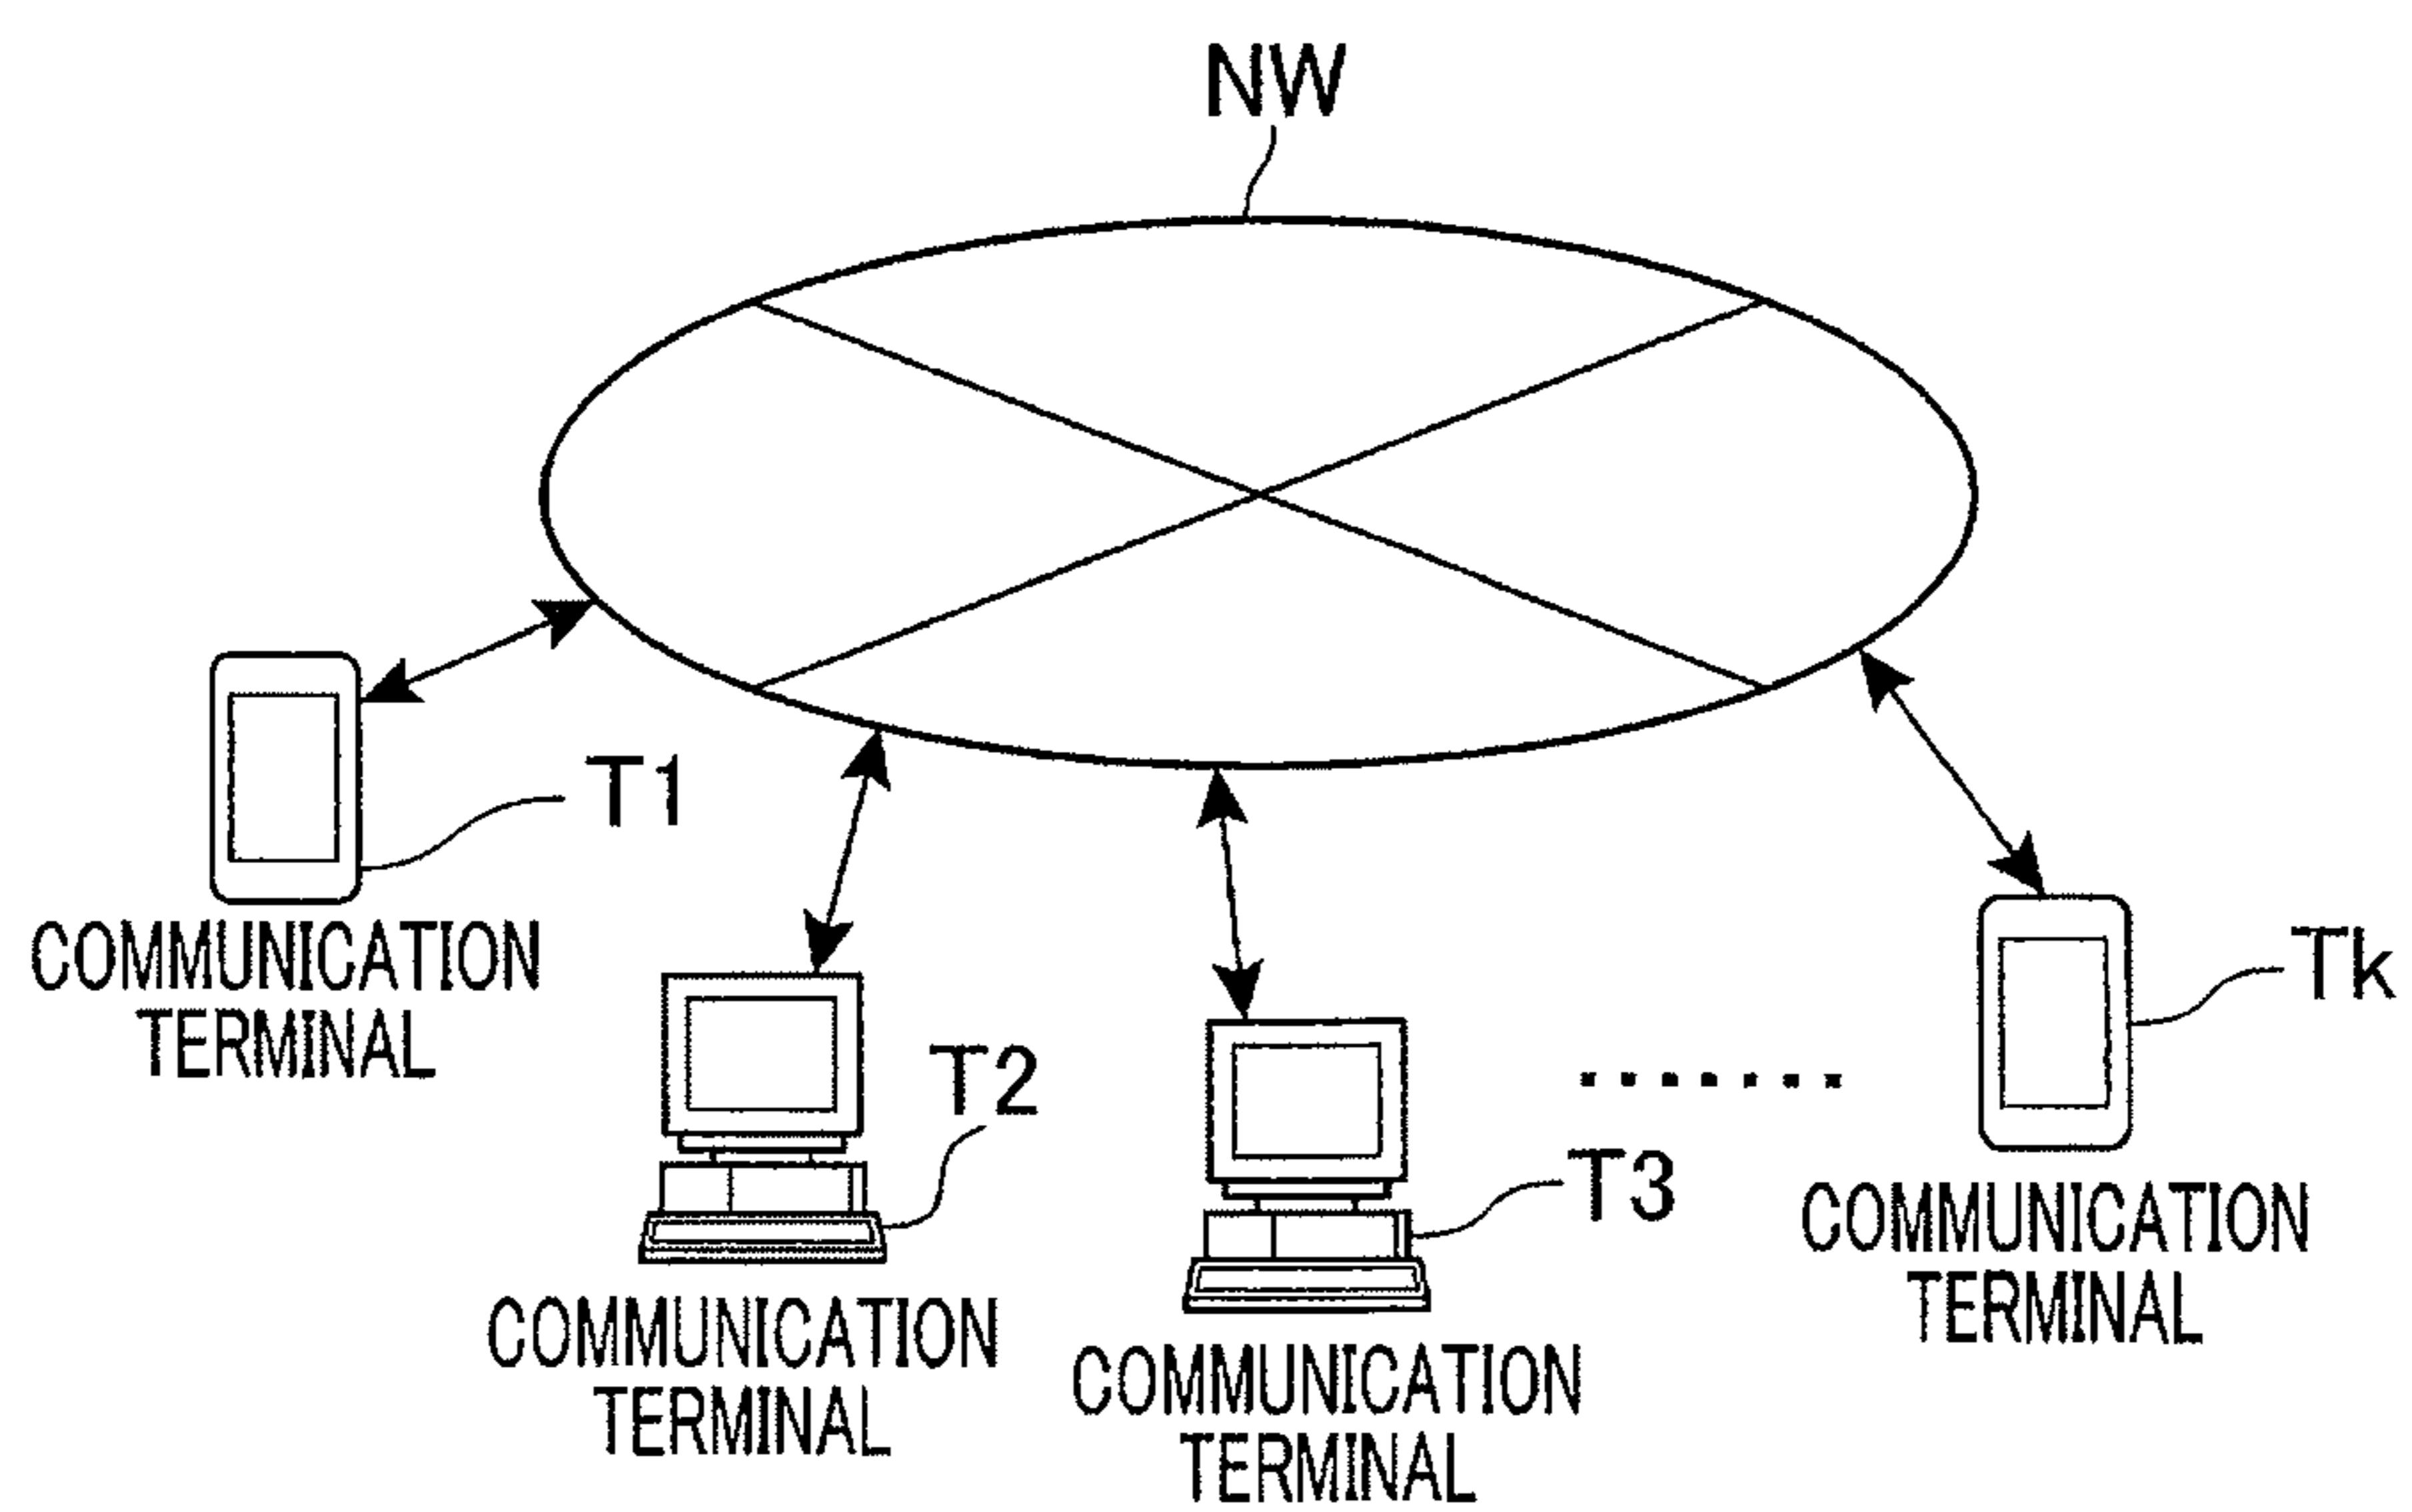 NW
T1
COMMUNICATION
TERMINAL
T2
COMMUNICATION
TERMINAL
T3
COMMUNICATION
TERMINAL
Tk
COMMUNICATION
TERMINAL